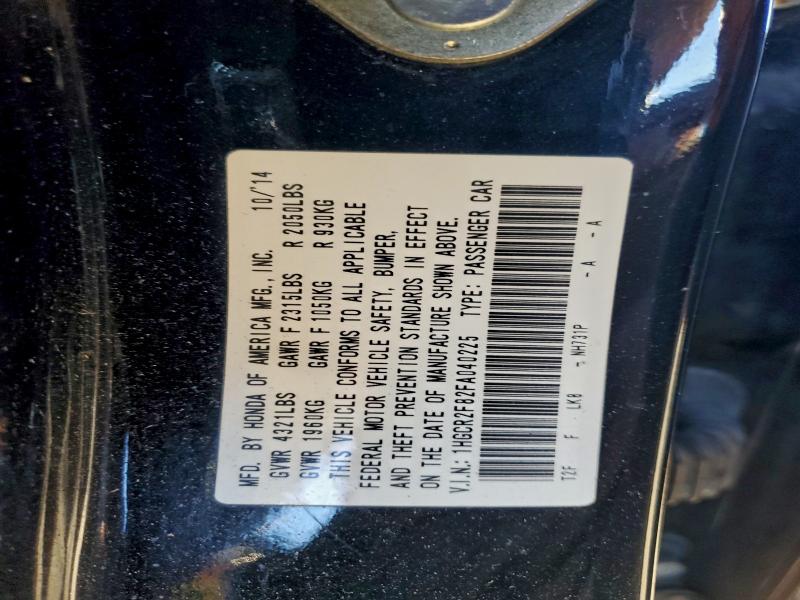 MFD. BY HONDA OF AMERICA MFG., INC. 10/'14
GVWR 4321LBS GAWR F 2315LBS R 2050LBS
GVWR 1960KG GAWR F 1050KG R 930KG
THIS VEHICLE CONFORMS TO ALL APPLICABLE
FEDERAL MOTOR VEHICLE SAFETY, BUMPER,
AND THEFT PREVENTION STANDARDS IN EFFECT
ON THE DATE OF MANUFACTURE SHOWN ABOVE.
V.I.N.: 1HGCR2F82FA040225 TYPE: PASSENGER CAR
T2F F LK0 NH731P - A - A